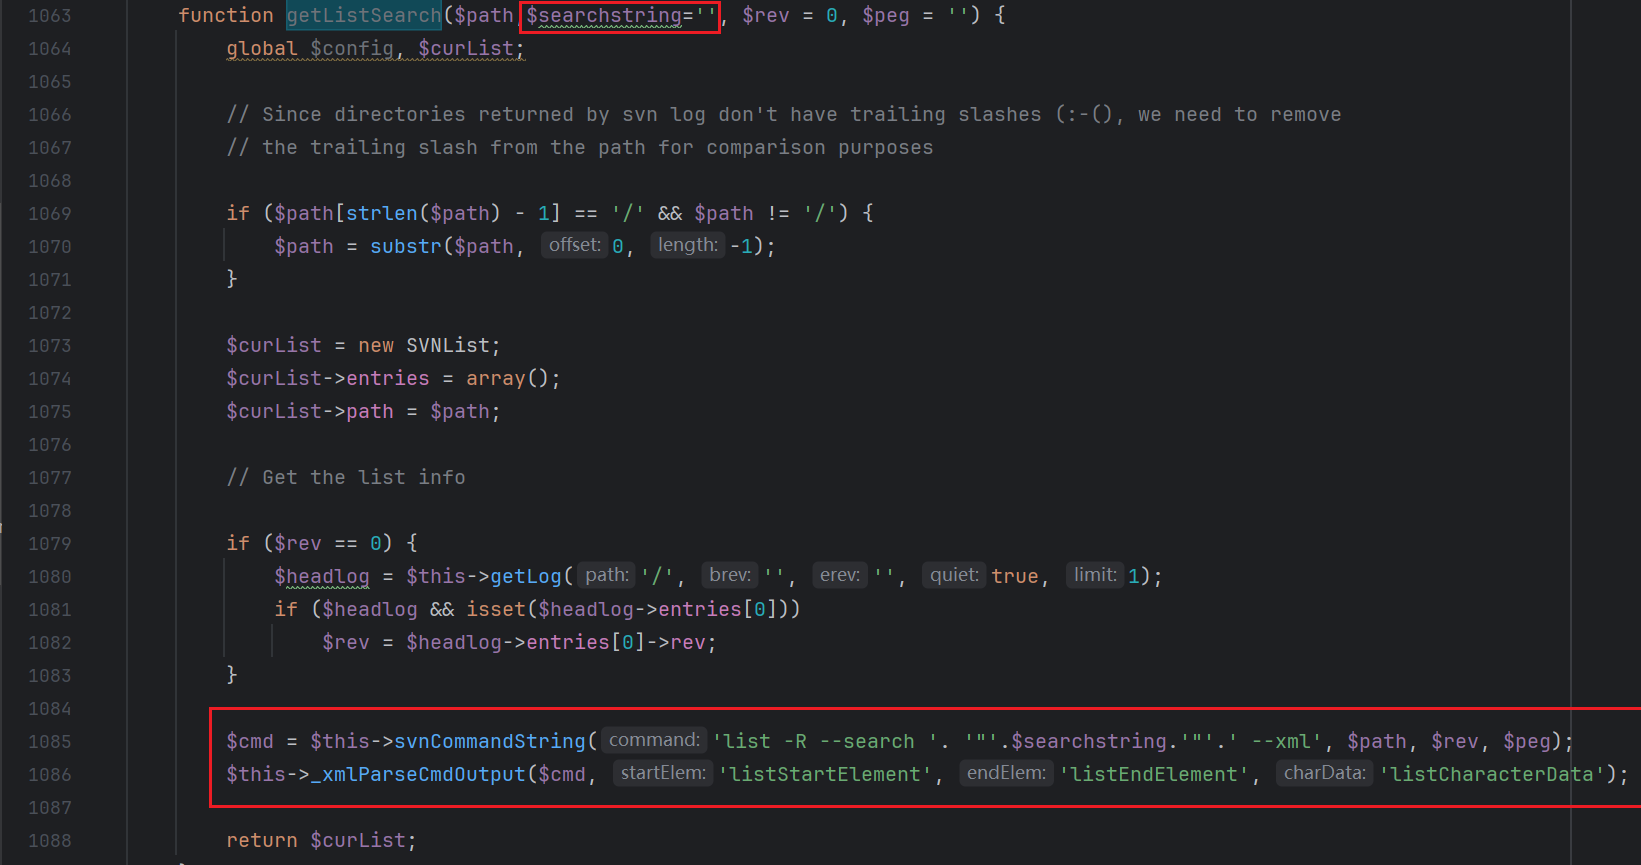 1063 function getListSearch($path,$searchstring='', $rev = 0, $peg = '') {
1064 global $config, $curList;
1065
1066 // Since directories returned by svn log don't have trailing slashes (:-(), we need to remove
1067 // the trailing slash from the path for comparison purposes
1068
1069 if ($path[strlen($path) - 1] == '/' && $path != '/') {
1070 $path = substr($path, offset: 0, length: -1);
1071 }
1072
1073 $curList = new SVNList;
1074 $curList->entries = array();
1075 $curList->path = $path;
1076
1077 // Get the list info
1078
1079 if ($rev == 0) {
1080 $headlog = $this->getLog( path: '/', brev: '', erev: '', quiet: true, limit: 1);
1081 if ($headlog && isset($headlog->entries[0]))
1082 $rev = $headlog->entries[0]->rev;
1083 }
1084
1085 $cmd = $this->svnCommandString( command: 'list -R --search '. '"'.$searchstring.'"'.' --xml', $path, $rev, $peg);
1086 $this->_xmlParseCmdOutput($cmd, startElem: 'listStartElement', endElem: 'listEndElement', charData: 'listCharacterData');
1087
1088 return $curList;